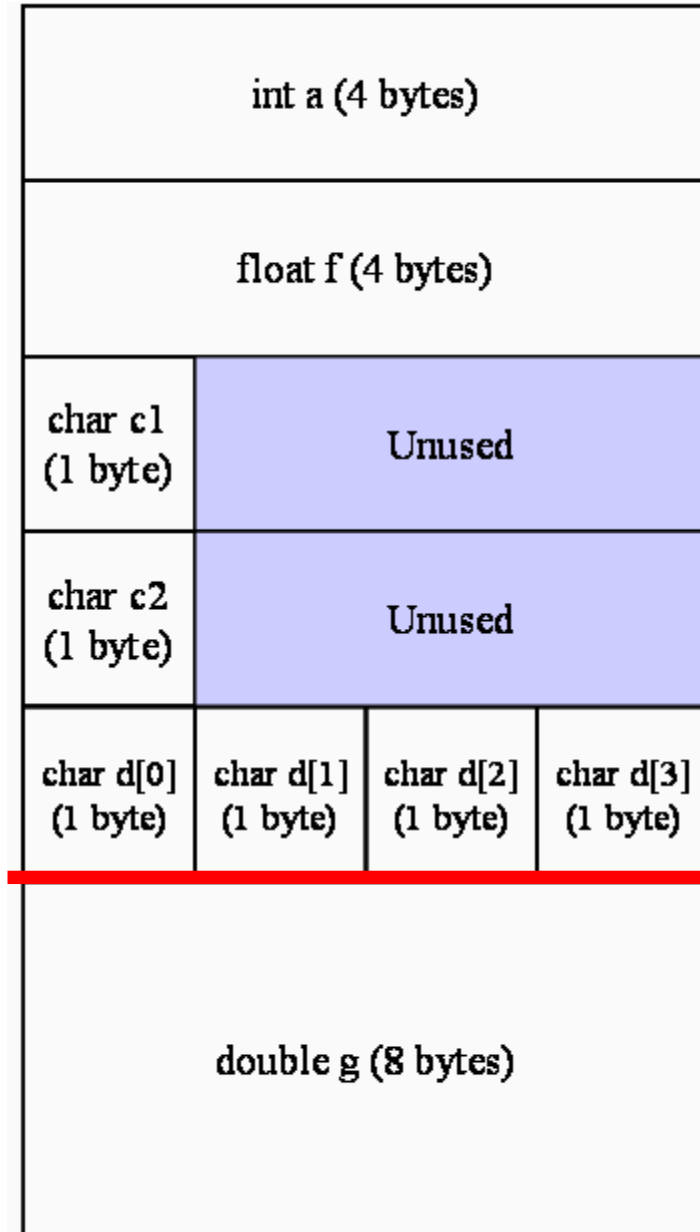 int a (4 bytes)
float f (4 bytes)
char c1
(1 byte)
Unused
char c2
(1 byte)
Unused
char d[0]
(1 byte)
char d[1]
(1 byte)
char d[2]
(1 byte)
char d[3]
(1 byte)
double g (8 bytes)